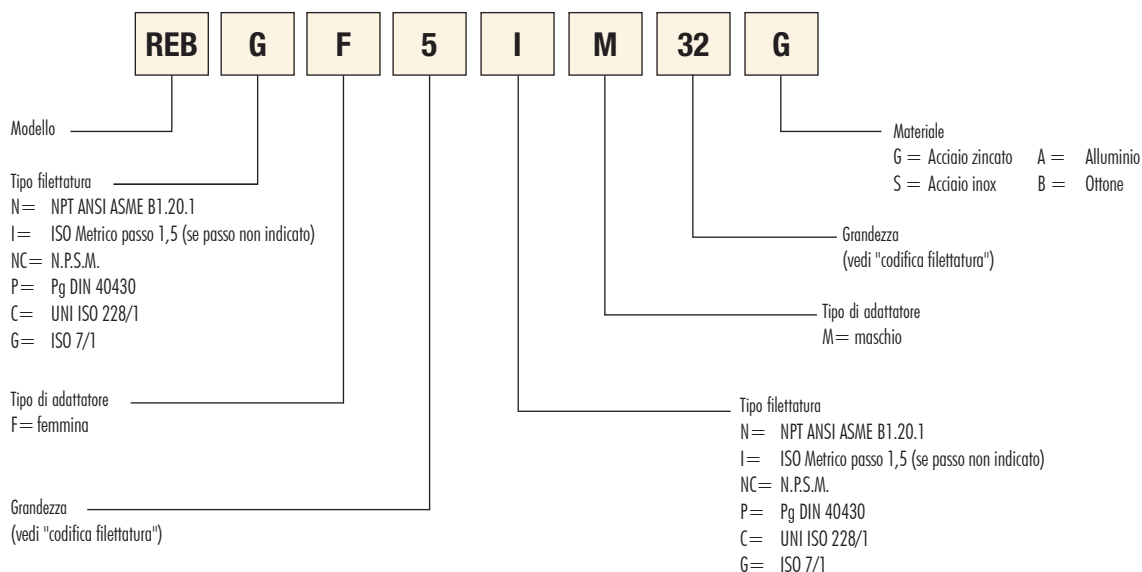 REB G F 5 I M 32 G
Modello
Tipo filettatura
N= NPT ANSI ASME B1.20.1
I= ISO Metrico passo 1,5 (se passo non indicato)
NC= N.P.S.M.
P= Pg DIN 40430
C= UNI ISO 228/1
G= ISO 7/1
Tipo di adattatore
F= femmina
Grandezza
(vedi "codifica filettatura")
Materiale
G= Acciaio zincato A= Alluminio
S= Acciaio inox B= Ottone
Grandezza
(vedi "codifica filettatura")
Tipo di adattatore
M= maschio
Tipo filettatura
N= NPT ANSI ASME B1.20.1
I= ISO Metrico passo 1,5 (se passo non indicato)
NC= N.P.S.M.
P= Pg DIN 40430
C= UNI ISO 228/1
G= ISO 7/1